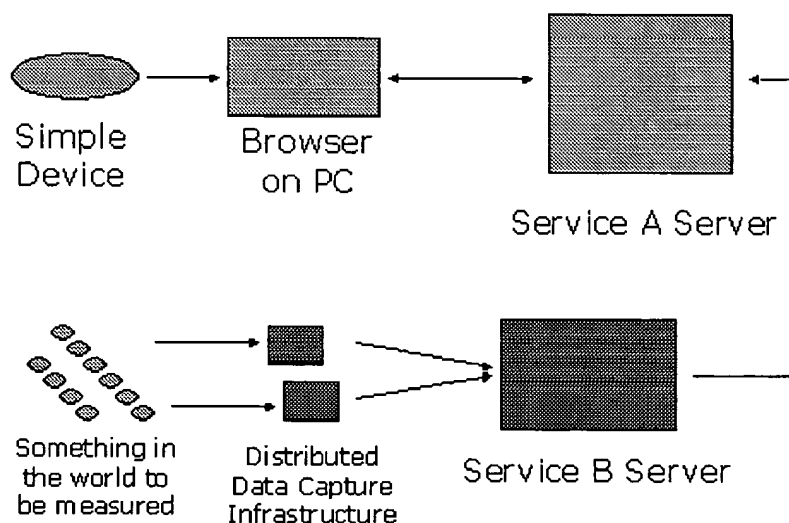 Simple
Device
Browser
on PC
Service A Server
Something in
the world to
be measured
Distributed
Data Capture
Infrastructure
Service B Server